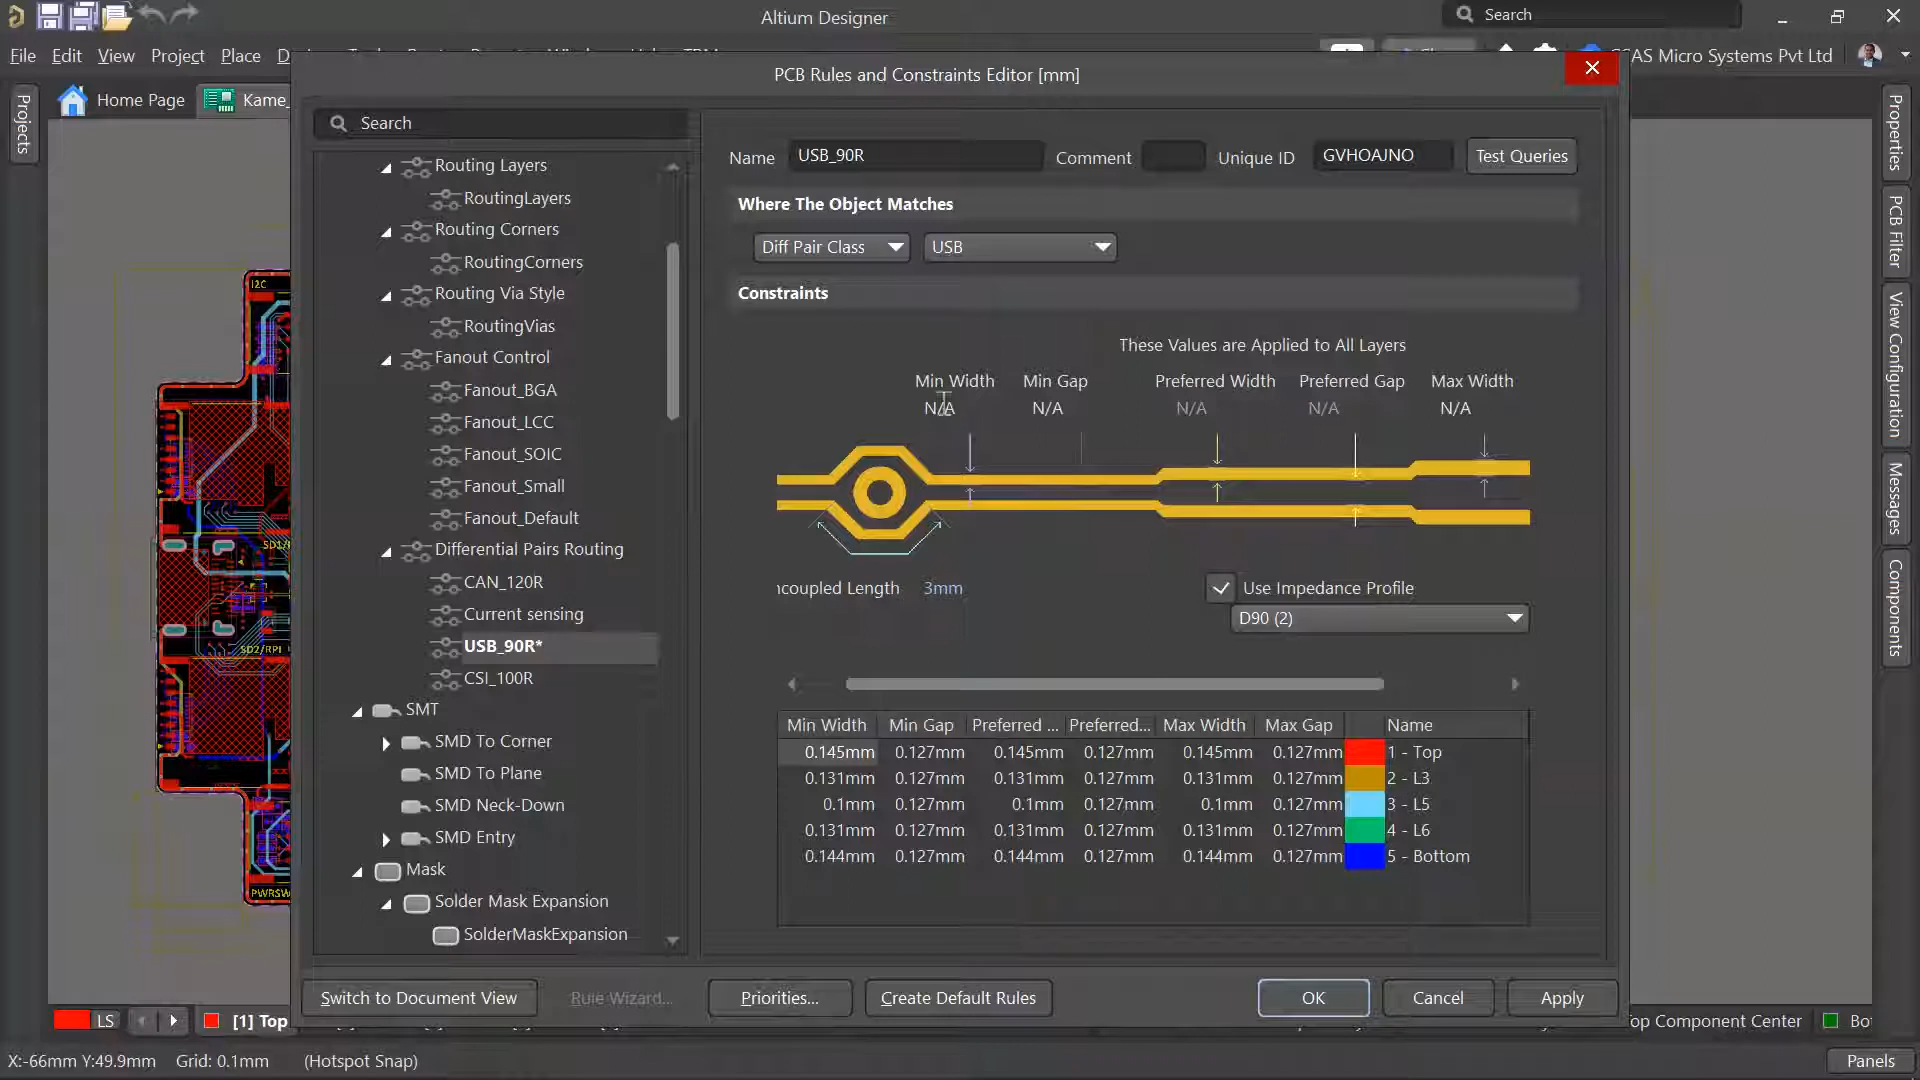 Altium Designer
Search
File Edit View Project Place
CAS Micro Systems Pvt Ltd
PCB Rules and Constraints Editor [mm]
Projects
Home Page
Kame_
Search
Name USB_90R Comment Unique ID GVHOAJNO Test Queries
Where The Object Matches
Diff Pair Class USB
Constraints
Routing Layers
RoutingLayers
Routing Corners
RoutingCorners
Routing Via Style
RoutingVias
Fanout Control
Fanout_BGA
Fanout_LCC
Fanout_SOIC
Fanout_Small
Fanout_Default
Differential Pairs Routing
CAN_120R
Current sensing
USB_90R*
CSI_100R
SMT
SMD To Corner
SMD To Plane
SMD Neck-Down
SMD Entry
Mask
Solder Mask Expansion
SolderMaskExpansion
These Values are Applied to All Layers
Min Width Min Gap Preferred Width Preferred Gap Max Width
N/A N/A N/A N/A N/A
ncoupled Length 3mm
Use Impedance Profile
D90 (2)
Min Width Min Gap Preferred ... Preferred... Max Width Max Gap Name
0.145mm 0.127mm 0.145mm 0.127mm 0.145mm 0.127mm 1 - Top
0.131mm 0.127mm 0.131mm 0.127mm 0.131mm 0.127mm 2 - L3
0.1mm 0.127mm 0.1mm 0.127mm 0.1mm 0.127mm 3 - L5
0.131mm 0.127mm 0.131mm 0.127mm 0.131mm 0.127mm 4 - L6
0.144mm 0.127mm 0.144mm 0.127mm 0.144mm 0.127mm 5 - Bottom
Switch to Document View Rule Wizard... Priorities... Create Default Rules OK Cancel Apply
Properties
PCB Filter
View Configuration
Messages
Components
I2C
SD2/RPI
PWRSW
LS [1] Top
op Component Center Bo
X:-66mm Y:49.9mm Grid: 0.1mm (Hotspot Snap)
Panels